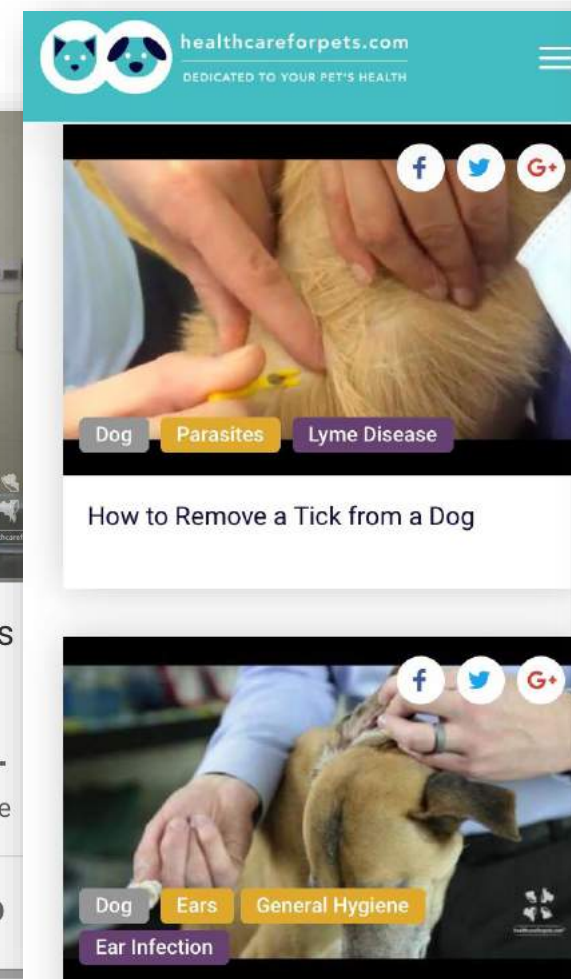 healthcareforpets.com
DEDICATED TO YOUR PET'S HEALTH
Dog Parasites Lyme Disease
How to Remove a Tick from a Dog
Dog Ears General Hygiene
Ear Infection